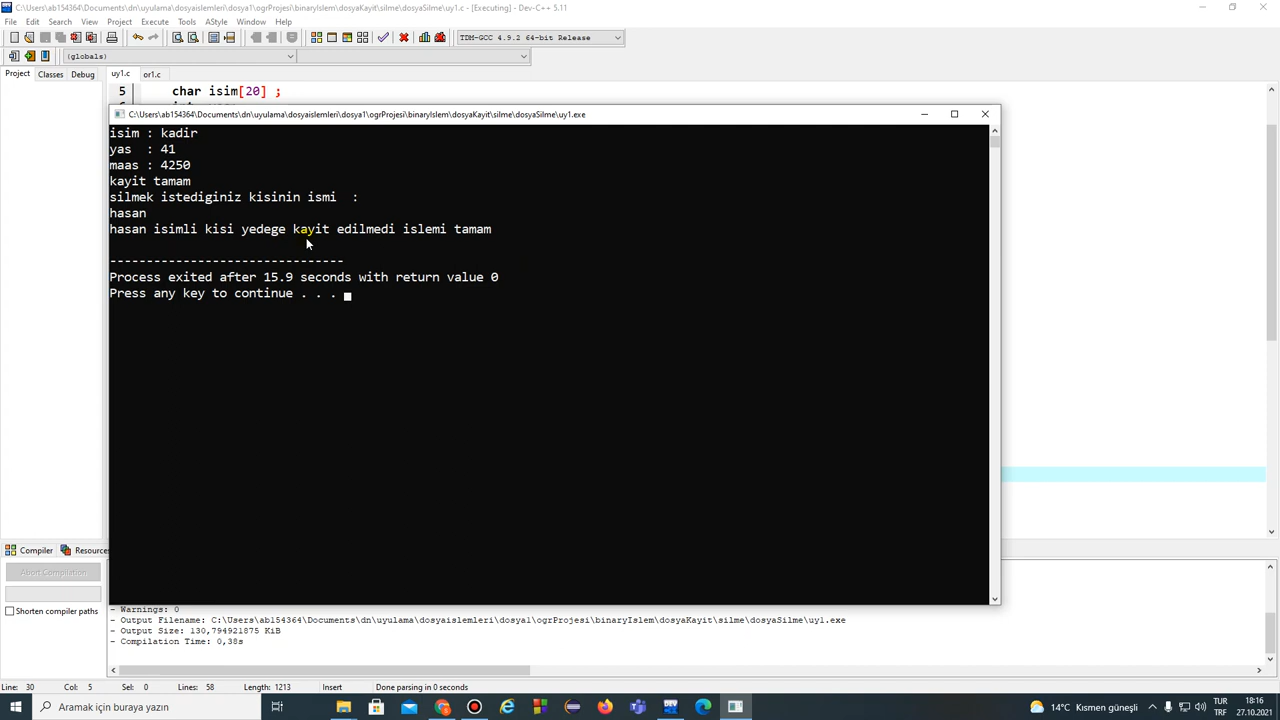 C:\Users\ab154364\Documents\dn\uyulama\dosyaislemleri\dosya1\ogrProjesi\binaryIslem\dosyaKayit\silme\dosyaSilme\uy1.c - [Executing] - Dev-C++ 5.11
File Edit Search View Project Execute Tools AStyle Window Help
TDM-GCC 4.9.2 64-bit Release
(globals)
Project Classes Debug uy1.c or1.c
5 char isim[20] ;
C:\Users\ab154364\Documents\dn\uyulama\dosyaislemleri\dosya1\ogrProjesi\binaryIslem\dosyaKayit\silme\dosyaSilme\uy1.exe
isim : kadir
yas : 41
maas : 4250
kayit tamam
silmek istediginiz kisinin ismi :
hasan
hasan isimli kisi yedege kayit edilmedi islemi tamam
--------------------------------
Process exited after 15.9 seconds with return value 0
Press any key to continue . . .
Compiler Resources
Abort Compilation
Shorten compiler paths
- Warnings: 0
- Output Filename: C:\Users\ab154364\Documents\dn\uyulama\dosyaislemleri\dosya1\ogrProjesi\binaryIslem\dosyaKayit\silme\dosyaSilme\uy1.exe
- Output Size: 130,794921875 KiB
- Compilation Time: 0,38s
Line: 30 Col: 5 Sel: 0 Lines: 58 Length: 1213 Insert Done parsing in 0 seconds
Aramak için buraya yazın
14°C Kısmen güneşli
TUR
TRF
18:16
27.10.2021